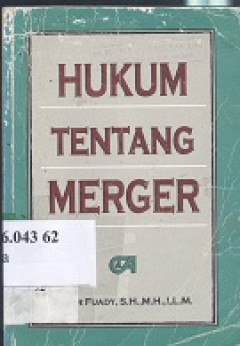 HUKUM
TENTANG
MERGER
6.043 62
a
FUADY, S.H.,M.H.,LL.M.